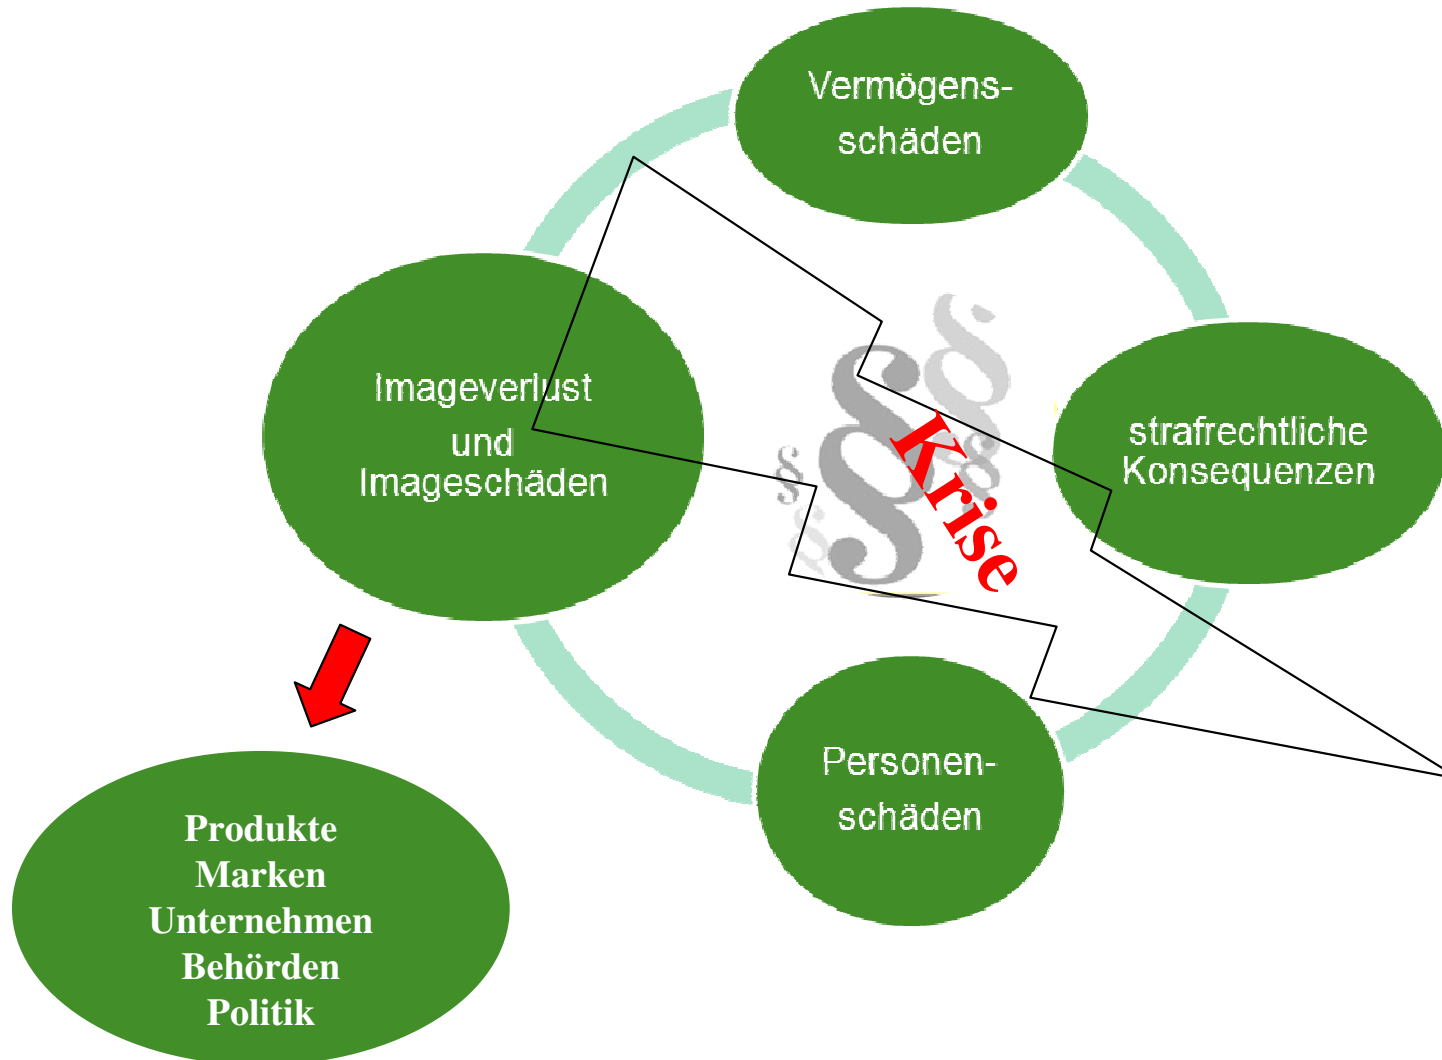 Vermögens-
schäden
Imageverlust
und
Imageschäden
§ § § § §
Krise
strafrechtliche
Konsequenzen
Personen-
schäden
Produkte
Marken
Unternehmen
Behörden
Politik